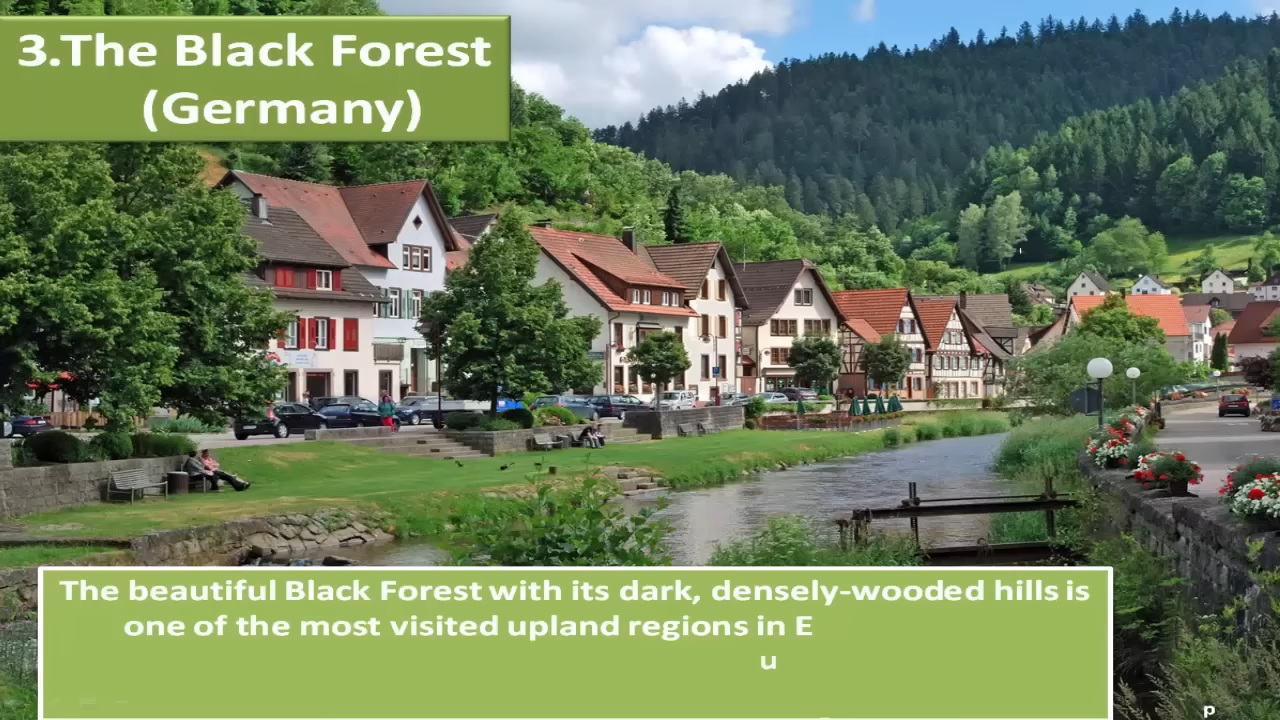 3.The Black Forest
(Germany)
The beautiful Black Forest with its dark, densely-wooded hills is
one of the most visited upland regions in E
u
p